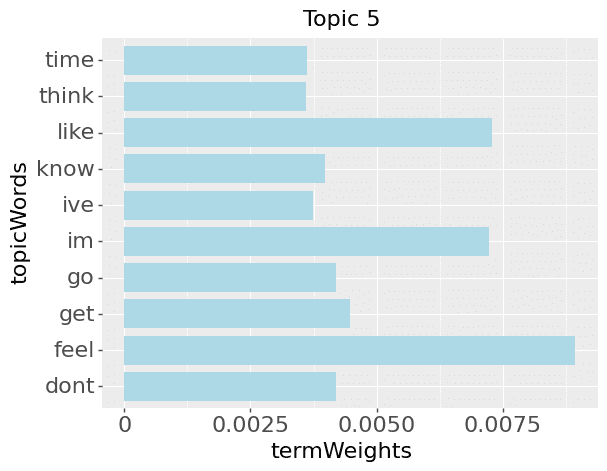 Topic 5
topicWords
time
think
like
know
ive
im
go
get
feel
dont
0 0.0025 0.0050 0.0075
termWeights